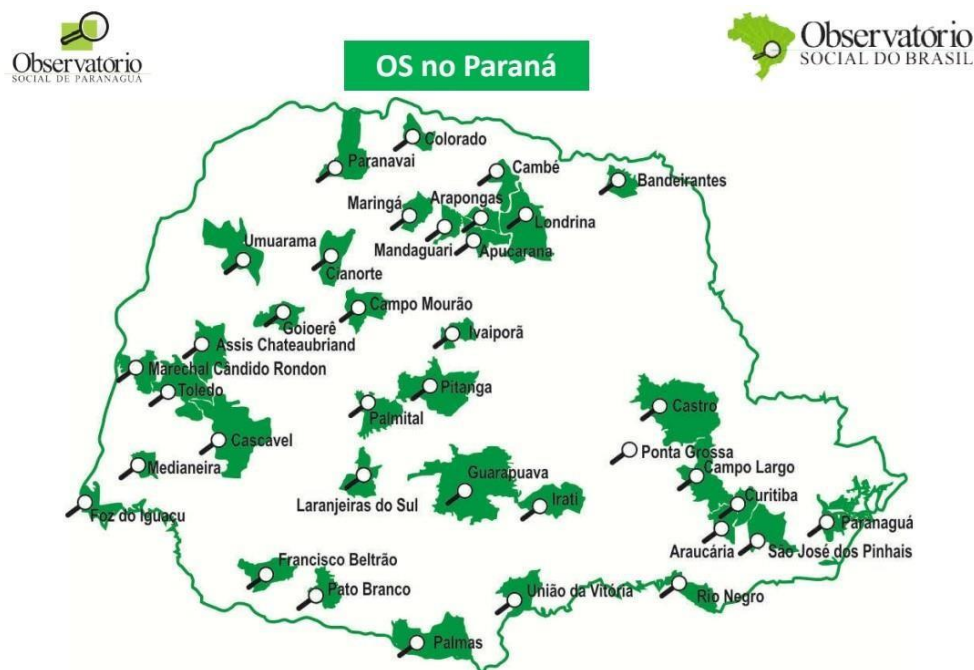 Observatório
SOCIAL DE PARANAGUA
OS no Paraná
Observatório
SOCIAL DO BRASIL
Colorado
Paranavai
Cambé
Bandeirantes
Maringá
Arapongas
Londrina
Mandaguari
Apucarana
Umuarama
Cianorte
Campo Mourão
Goioerê
Ivaiporã
Assis Chateaubriand
Marechal Cândido Rondon
Toledo
Pitanga
Palmital
Castro
Cascavel
Ponta Grossa
Medianeira
Campo Largo
Guarapuava
Laranjeiras do Sul
Irati
Curitiba
Foz do Iguaçu
Paranaguá
Araucária
São José dos Pinhais
Francisco Beltrão
Pato Branco
União da Vitória
Rio Negro
Palmas